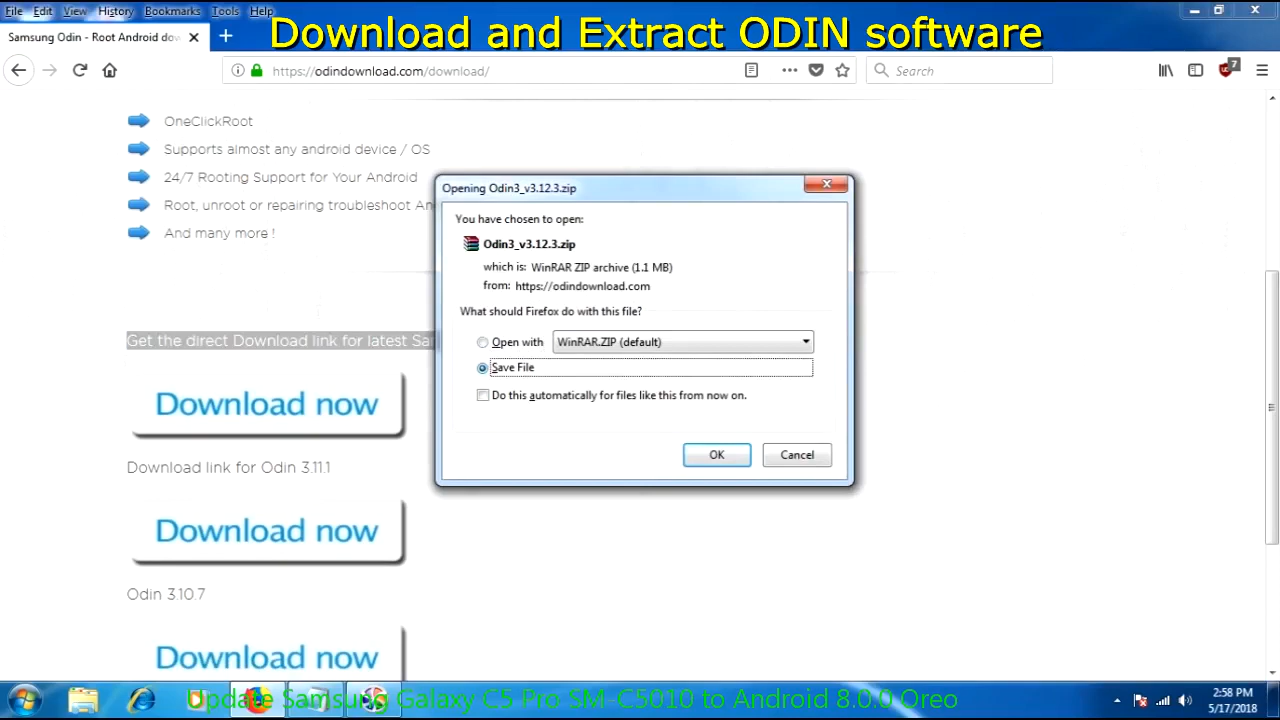 File Edit View History Bookmarks Tools Help
Download and Extract ODIN software
Samsung Odin - Root Android dow
https://odindownload.com/download/
Search
7
OneClickRoot
Supports almost any android device / OS
24/7 Rooting Support for Your Android
Root, unroot or repairing troubleshoot An
And many more !
Opening Odin3_v3.12.3.zip
You have chosen to open:
Odin3_v3.12.3.zip
which is: WinRAR ZIP archive (1.1 MB)
from: https://odindownload.com
What should Firefox do with this file?
Open with WinRAR.ZIP (default)
Save File
Do this automatically for files like this from now on.
OK Cancel
Get the direct Download link for latest Sa
Download now
Download link for Odin 3.11.1
Download now
Odin 3.10.7
Download now
Update Samsung Galaxy C5 Pro SM-C5010 to Android 8.0.0 Oreo
2:58 PM
5/17/2018